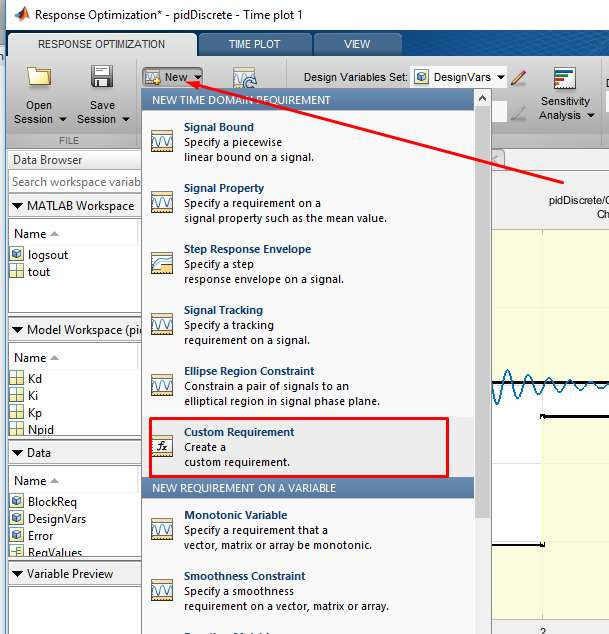 Response Optimization* - pidDiscrete - Time plot 1
RESPONSE OPTIMIZATION
TIME PLOT
VIEW
New
Design Variables Set:
DesignVars
Open
Session
Save
Session
Sensitivity
Analysis
FILE
NEW TIME DOMAIN REQUIREMENT
Signal Bound
Specify a piecewise
linear bound on a signal.
Signal Property
Specify a requirement on a
signal property such as the mean value.
Step Response Envelope
Specify a step
response envelope on a signal.
Signal Tracking
Specify a tracking
requirement on a signal.
Ellipse Region Constraint
Constrain a pair of signals to an
elliptical region in signal phase plane.
Custom Requirement
Create a
custom requirement.
NEW REQUIREMENT ON A VARIABLE
Monotonic Variable
Specify a requirement that a
vector, matrix or array be monotonic.
Smoothness Constraint
Specify a smoothness
requirement on a vector, matrix or array.
Data Browser
Search workspace variab
MATLAB Workspace
Name
logsout
tout
Model Workspace (pid
Name
Kd
Ki
Kp
Npid
Data
Name
BlockReq
DesignVars
Error
ReqValues
Variable Preview
pidDiscrete/C
Ch
2